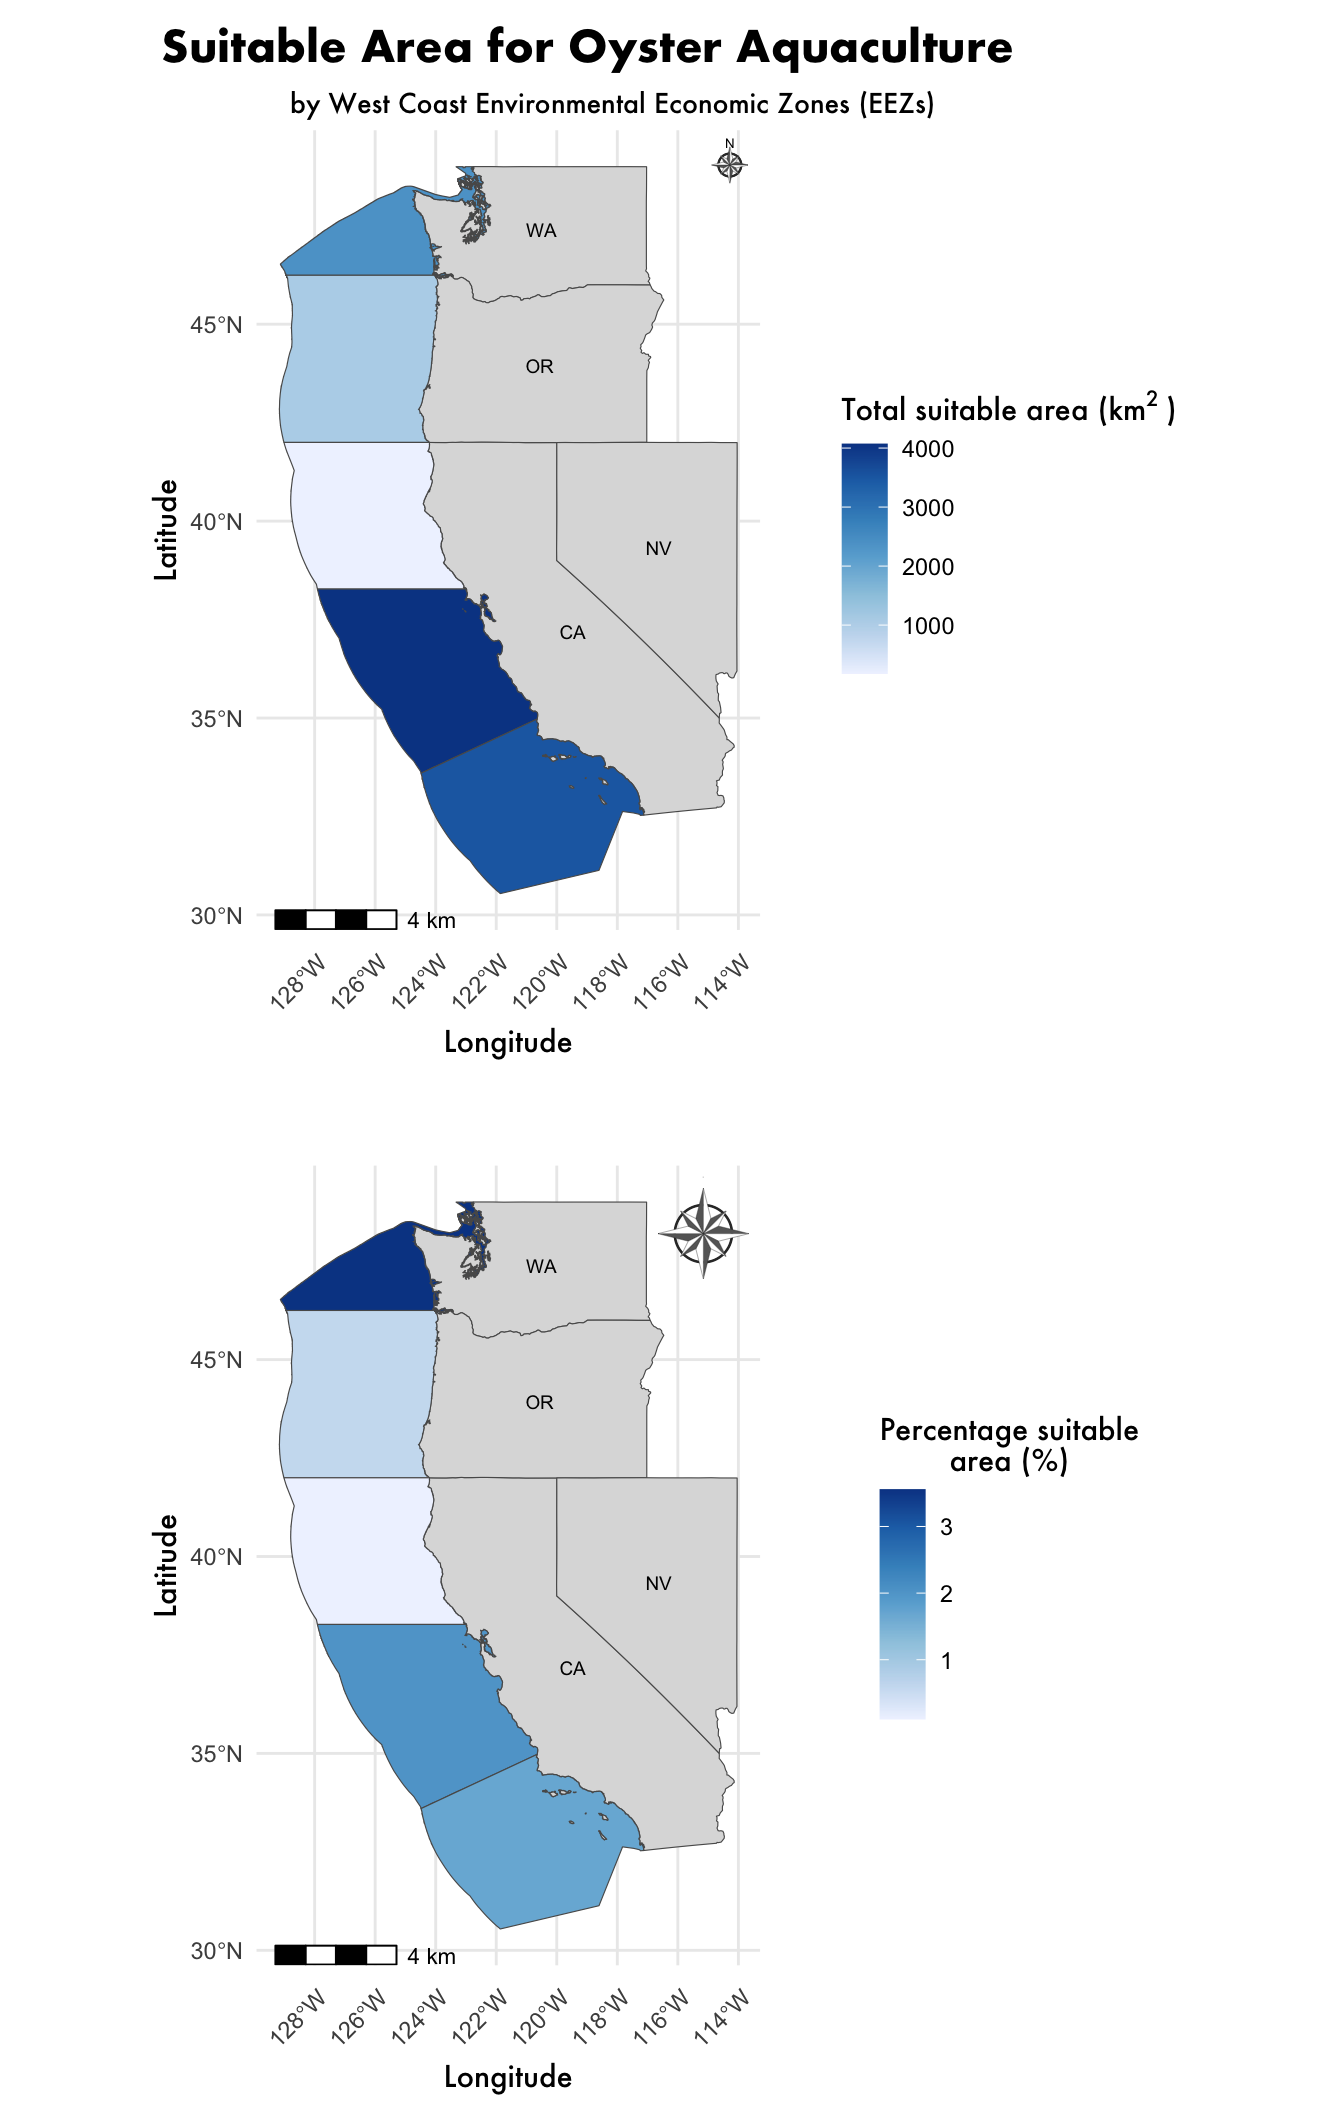 Suitable Area for Oyster Aquaculture
by West Coast Environmental Economic Zones (EEZs)
N
WA
OR
NV
CA
45°N
40°N
35°N
30°N
Latitude
4 km
128°W
126°W
124°W
122°W
120°W
118°W
116°W
114°W
Longitude
Total suitable area (km² )
4000
3000
2000
1000
WA
OR
NV
CA
45°N
40°N
35°N
30°N
Latitude
4 km
128°W
126°W
124°W
122°W
120°W
118°W
116°W
114°W
Longitude
Percentage suitable
area (%)
3
2
1